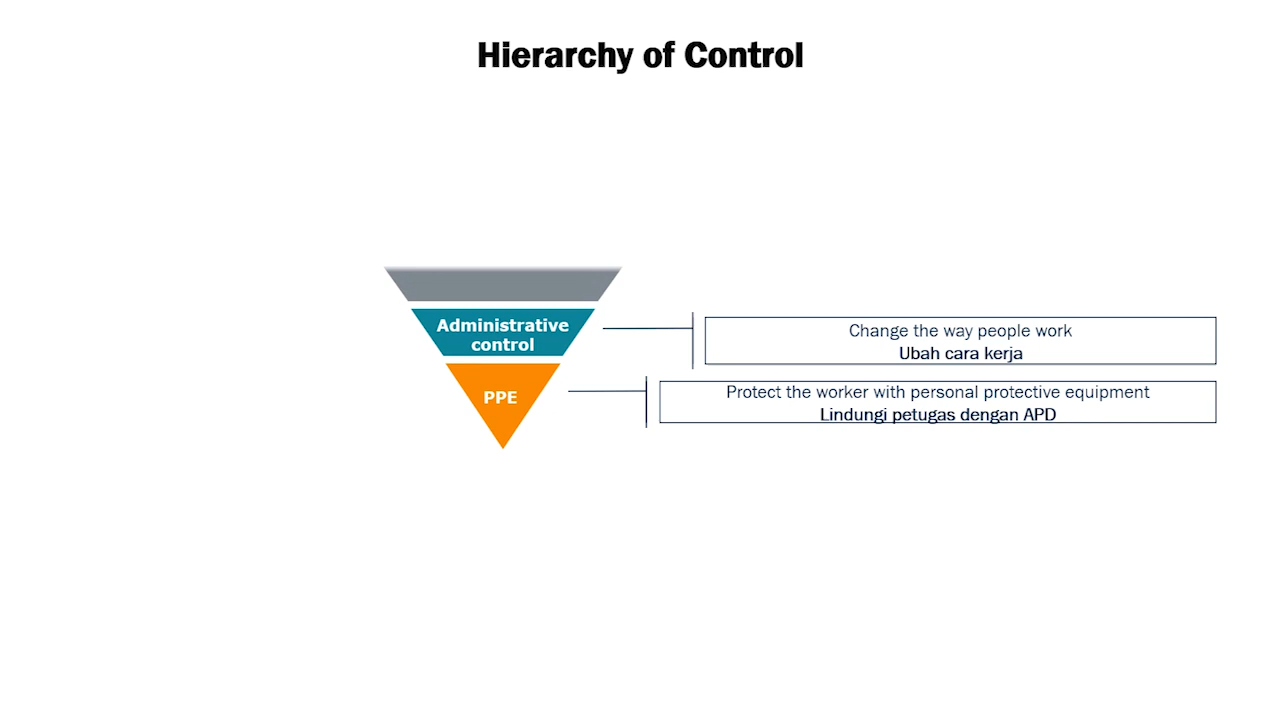 Hierarchy of Control
Administrative
control
Change the way people work
Ubah cara kerja
PPE
Protect the worker with personal protective equipment
Lindungi petugas dengan APD